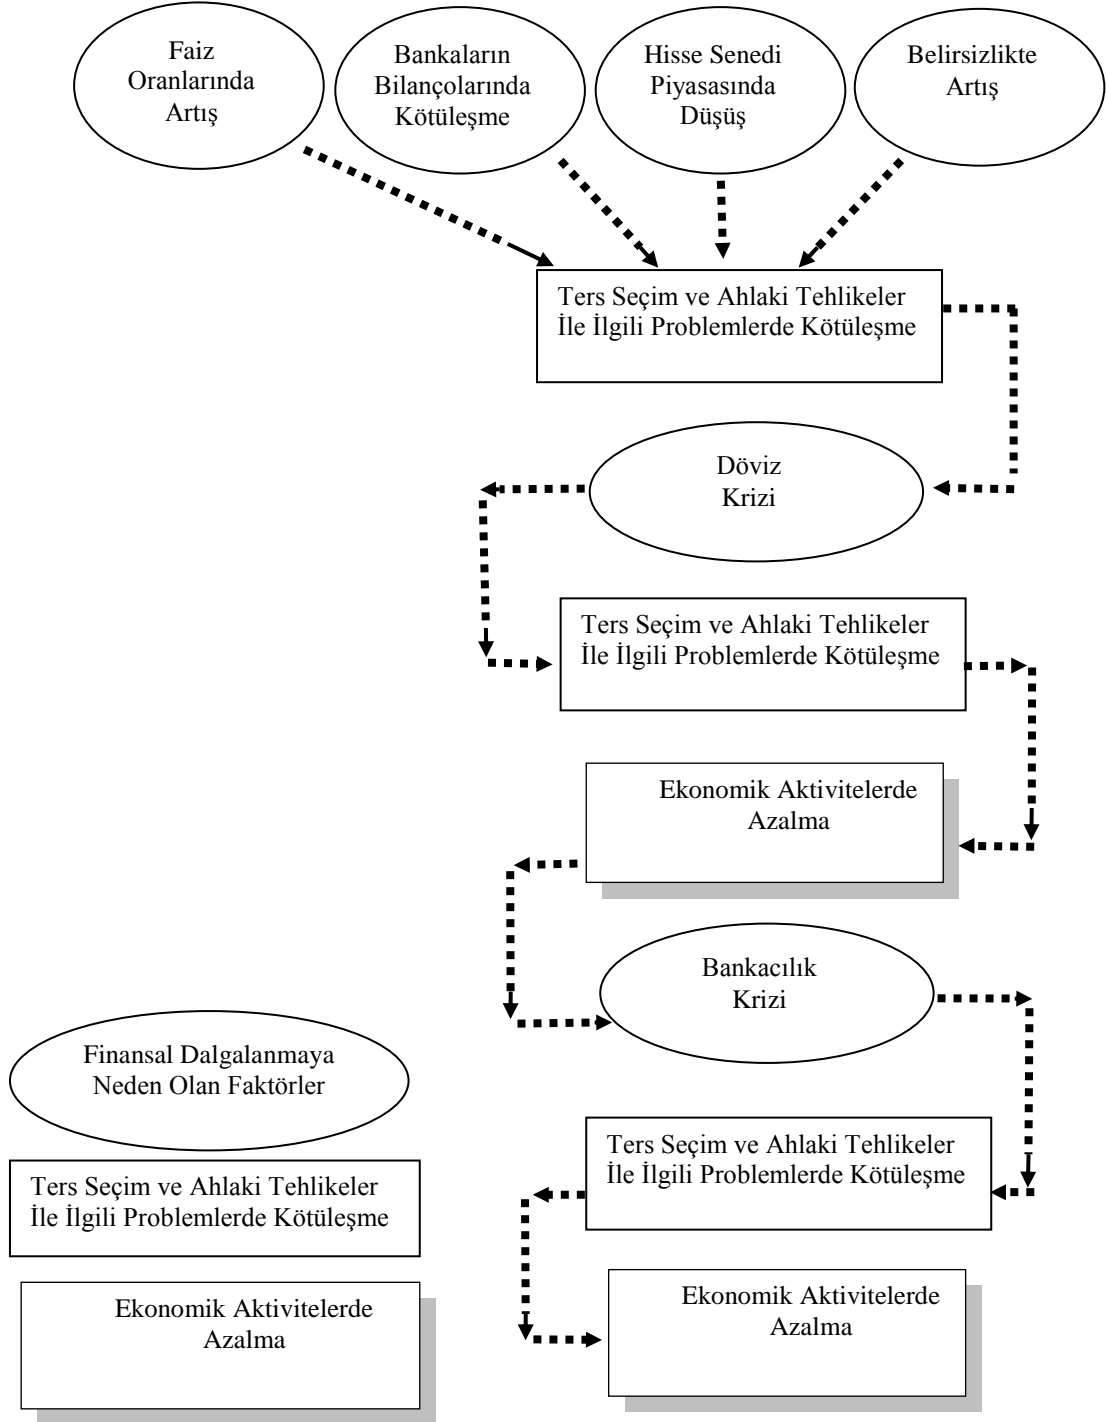 Faiz
Oranlarında
Artış
Bankaların
Bilançolarında
Kötüleşme
Hisse Senedi
Piyasasında
Düşüş
Belirsizlikte
Artış
Ters Seçim ve Ahlaki Tehlikeler
İle İlgili Problemlerde Kötüleşme
Döviz
Krizi
Ters Seçim ve Ahlaki Tehlikeler
İle İlgili Problemlerde Kötüleşme
Ekonomik Aktivitelerde
Azalma
Bankacılık
Krizi
Finansal Dalgalanmaya
Neden Olan Faktörler
Ters Seçim ve Ahlaki Tehlikeler
İle İlgili Problemlerde Kötüleşme
Ters Seçim ve Ahlaki Tehlikeler
İle İlgili Problemlerde Kötüleşme
Ekonomik Aktivitelerde
Azalma
Ekonomik Aktivitelerde
Azalma